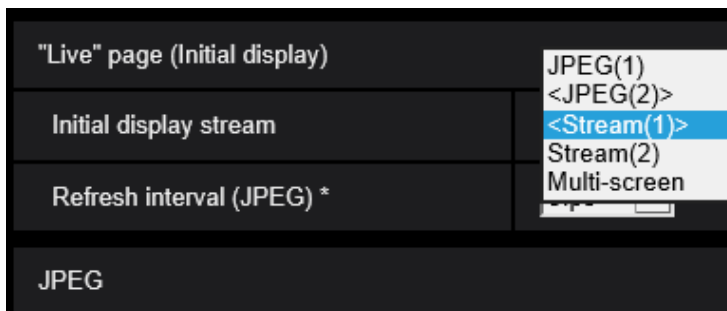 "Live" page (Initial display)
JPEG(1)
<JPEG(2)>
Initial display stream
<Stream(1)>
Stream(2)
Multi-screen
Refresh interval (JPEG) *
JPEG